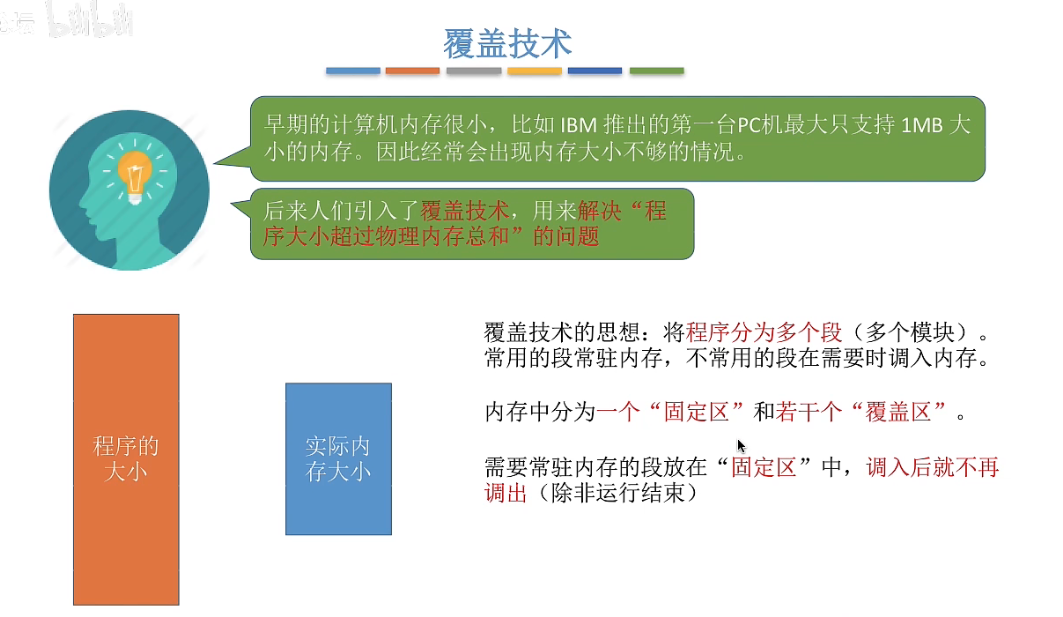 bilibili
覆盖技术
早期的计算机内存很小，比如 IBM 推出的第一台PC机最大只支持 1MB 大
小的内存。因此经常会出现内存大小不够的情况。
后来人们引入了覆盖技术，用来解决“程
序大小超过物理内存总和”的问题
程序的
大小
实际内
存大小
覆盖技术的思想：将程序分为多个段（多个模块）。
常用的段常驻内存，不常用的段在需要时调入内存。
内存中分为一个“固定区”和若干个“覆盖区”。
需要常驻内存的段放在“固定区”中，调入后就不再
调出（除非运行结束）